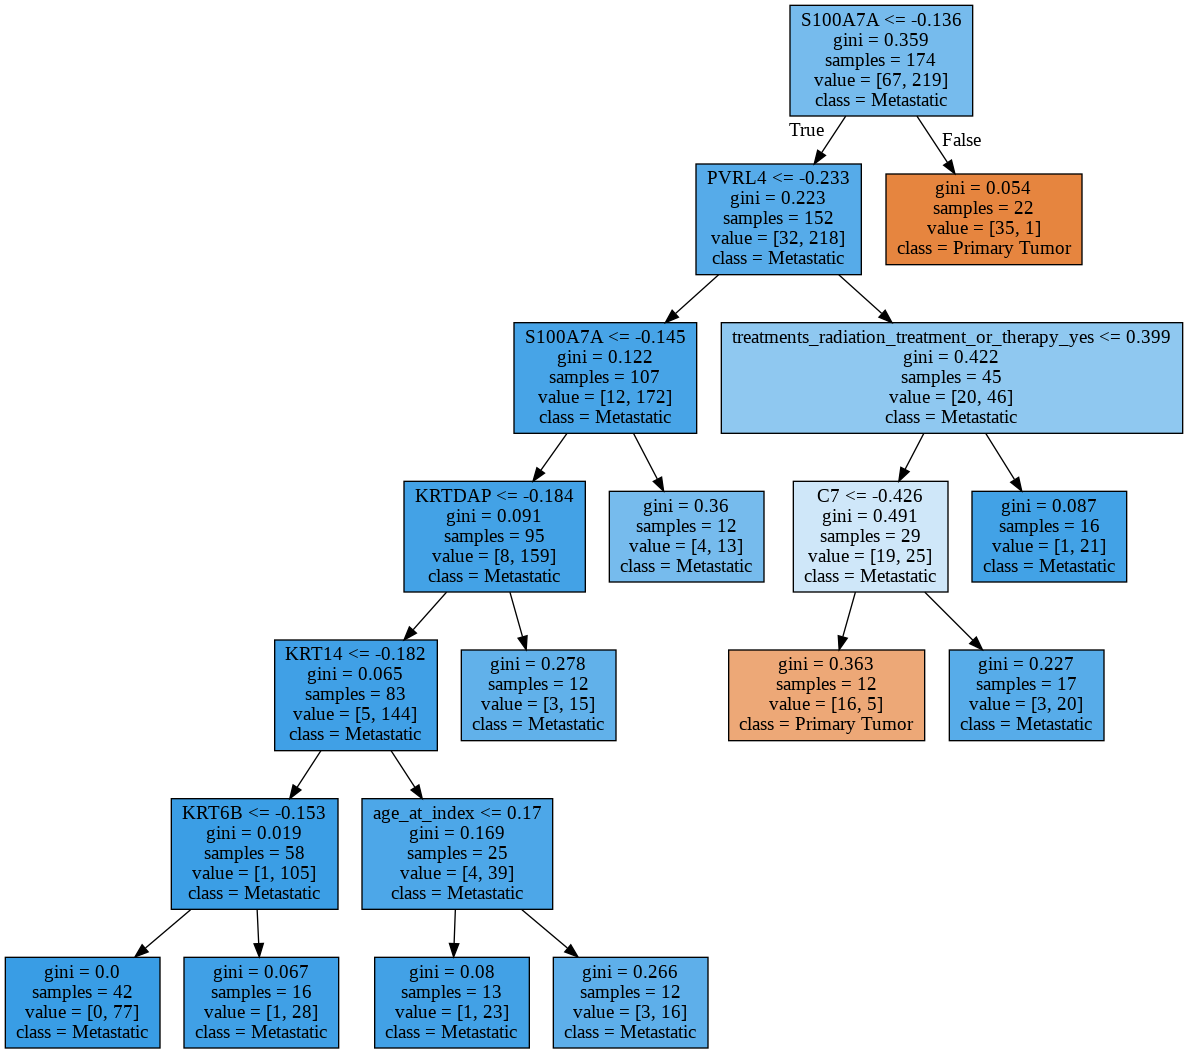 S100A7A <= -0.136
gini = 0.359
samples = 174
value = [67, 219]
class = Metastatic
True
False
PVRL4 <= -0.233
gini = 0.223
samples = 152
value = [32, 218]
class = Metastatic
gini = 0.054
samples = 22
value = [35, 1]
class = Primary Tumor
S100A7A <= -0.145
gini = 0.122
samples = 107
value = [12, 172]
class = Metastatic
treatments_radiation_treatment_or_therapy_yes <= 0.399
gini = 0.422
samples = 45
value = [20, 46]
class = Metastatic
KRTDAP <= -0.184
gini = 0.091
samples = 95
value = [8, 159]
class = Metastatic
gini = 0.36
samples = 12
value = [4, 13]
class = Metastatic
C7 <= -0.426
gini = 0.491
samples = 29
value = [19, 25]
class = Metastatic
gini = 0.087
samples = 16
value = [1, 21]
class = Metastatic
KRT14 <= -0.182
gini = 0.065
samples = 83
value = [5, 144]
class = Metastatic
gini = 0.278
samples = 12
value = [3, 15]
class = Metastatic
gini = 0.363
samples = 12
value = [16, 5]
class = Primary Tumor
gini = 0.227
samples = 17
value = [3, 20]
class = Metastatic
KRT6B <= -0.153
gini = 0.019
samples = 58
value = [1, 105]
class = Metastatic
age_at_index <= 0.17
gini = 0.169
samples = 25
value = [4, 39]
class = Metastatic
gini = 0.0
samples = 42
value = [0, 77]
class = Metastatic
gini = 0.067
samples = 16
value = [1, 28]
class = Metastatic
gini = 0.08
samples = 13
value = [1, 23]
class = Metastatic
gini = 0.266
samples = 12
value = [3, 16]
class = Metastatic